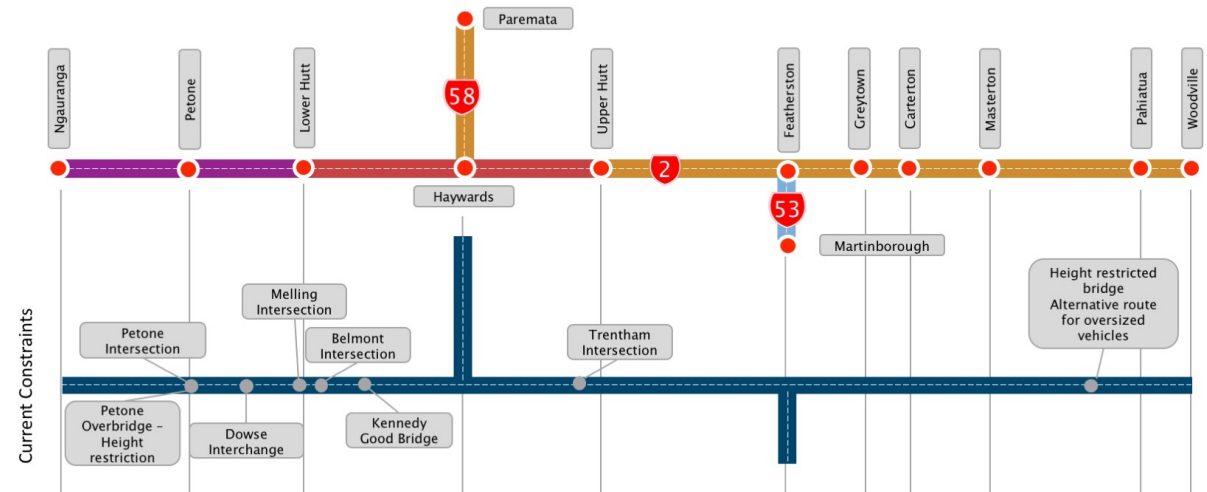 Paremata
Ngauranga
Petone
Lower Hutt
58
Upper Hutt
Featherston
Greytown
Carterton
Masterton
Pahiatua
Woodville
2
Haywards
53
Martinborough
Current Constraints
Melling
Intersection
Petone
Intersection
Belmont
Intersection
Trentham
Intersection
Height restricted
bridge
Alternative route
for oversized
vehicles
Petone
Overbridge –
Height
restriction
Dowse
Interchange
Kennedy
Good Bridge